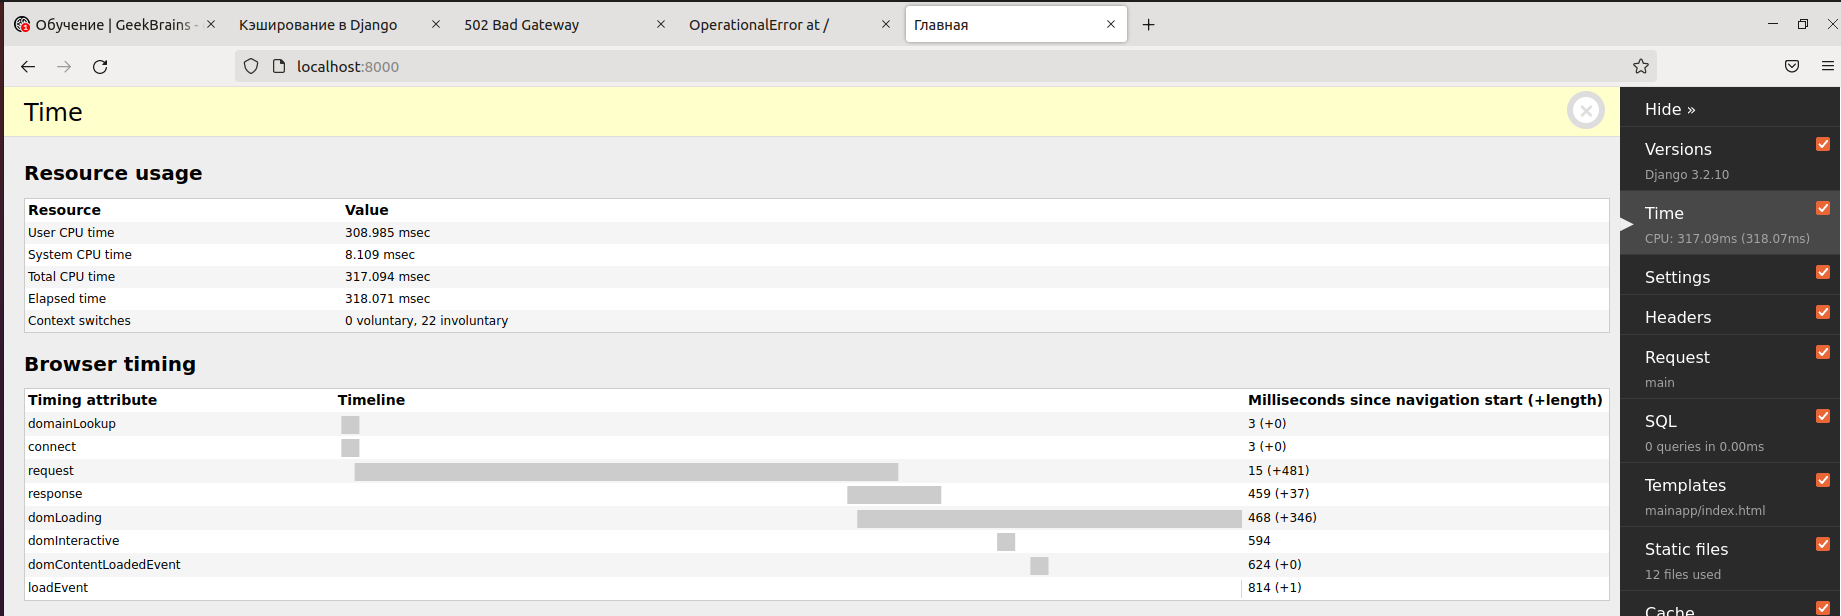 Обучение | GeekBrains -
Кэширование в Django
502 Bad Gateway
OperationalError at /
Главная
localhost:8000
Time
Resource usage
Resource Value
User CPU time 308.985 msec
System CPU time 8.109 msec
Total CPU time 317.094 msec
Elapsed time 318.071 msec
Context switches 0 voluntary, 22 involuntary
Browser timing
Timing attribute Timeline Milliseconds since navigation start (+length)
domainLookup 3 (+0)
connect 3 (+0)
request 15 (+481)
response 459 (+37)
domLoading 468 (+346)
domInteractive 594
domContentLoadedEvent 624 (+0)
loadEvent 814 (+1)
Hide »
Versions
Django 3.2.10
Time
CPU: 317.09ms (318.07ms)
Settings
Headers
Request
main
SQL
0 queries in 0.00ms
Templates
mainapp/index.html
Static files
12 files used
Cache